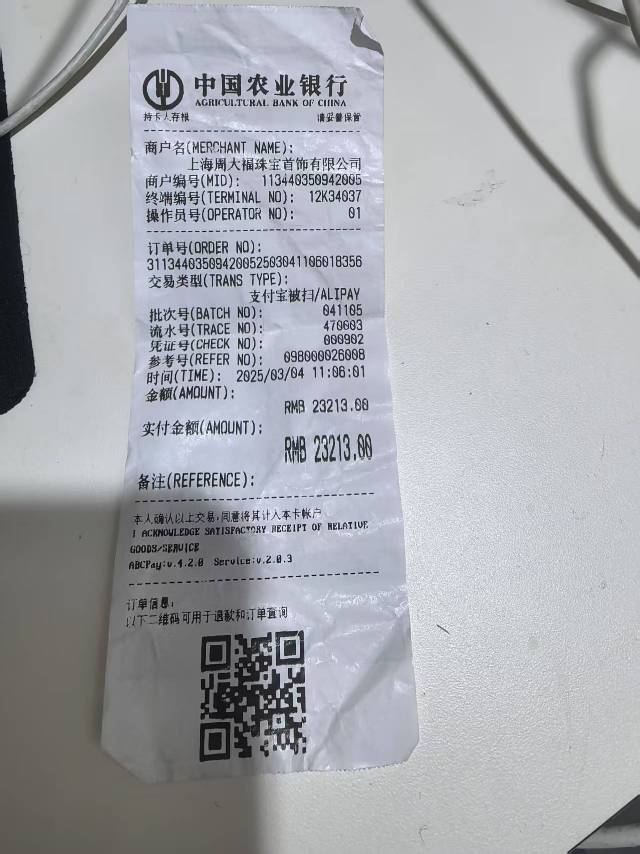 中国农业银行
AGRICULTURAL BANK OF CHINA
持卡人存根 请妥善保管
商户名(MERCHANT NAME):
上海周大福珠宝首饰有限公司
商户编号(MID): 113440350942005
终端编号(TERMINAL NO): 12K34037
操作员号(OPERATOR NO): 01
订单号(ORDER NO):
31134403509420052503041106018356
交易类型(TRANS TYPE):
支付宝被扫/ALIPAY
批次号(BATCH NO): 041105
流水号(TRACE NO): 470003
凭证号(CHECK NO): 000902
参考号(REFER NO): 098000026008
时间(TIME): 2025/03/04 11:06:01
金额(AMOUNT):
RMB 23213.00
实付金额(AMOUNT):
RMB 23213.00
备注(REFERENCE):
本人确认以上交易,同意将其计入本卡帐户
I ACKNOWLEDGE SATISFACTORY RECEIPT OF RELATIVE
GOODS/SERVICE
ABCPay:v.4.2.0 Service:v.2.0.3
订单信息:
以下二维码可用于退款和订单查询